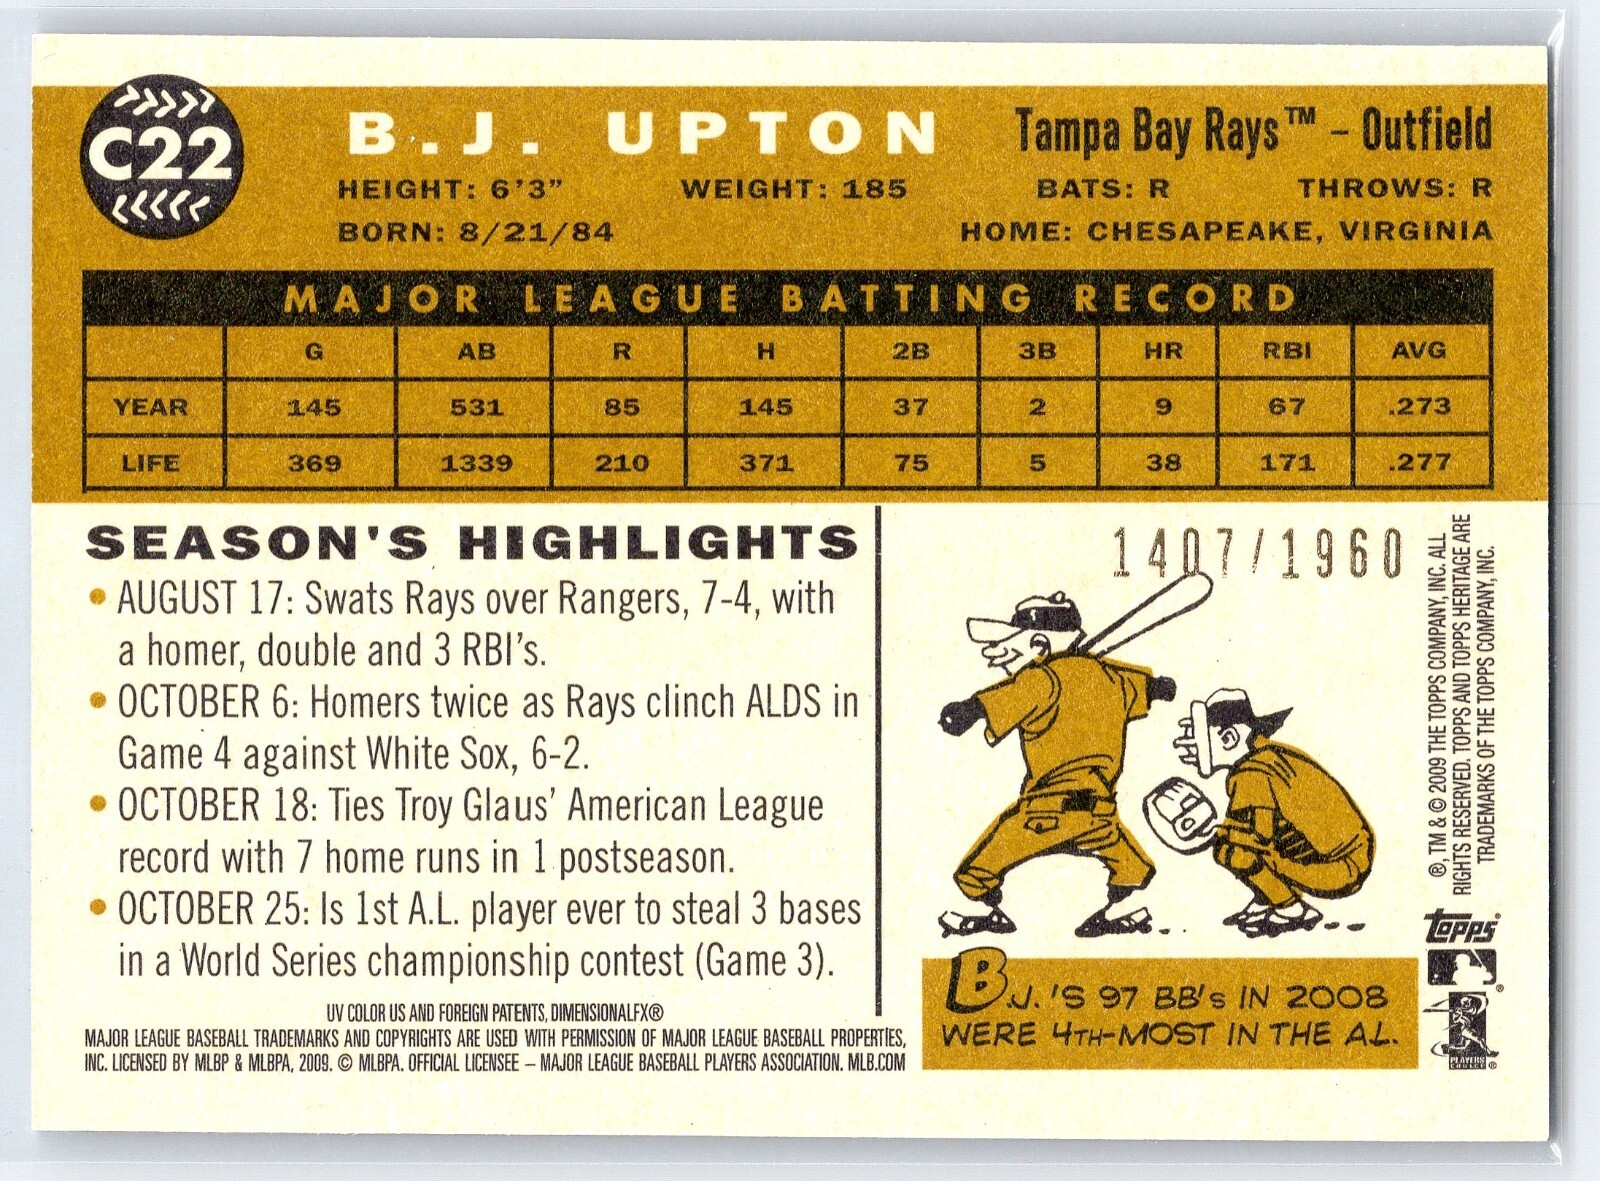 C22
B.J. UPTON
Tampa Bay Rays™ – Outfield
HEIGHT: 6'3” WEIGHT: 185 BATS: R THROWS: R
BORN: 8/21/84 HOME: CHESAPEAKE, VIRGINIA
MAJOR LEAGUE BATTING RECORD
G AB R H 2B 3B HR RBI AVG
YEAR 145 531 85 145 37 2 9 67 .273
LIFE 369 1339 210 371 75 5 38 171 .277
SEASON'S HIGHLIGHTS
• AUGUST 17: Swats Rays over Rangers, 7-4, with
a homer, double and 3 RBI's.
• OCTOBER 6: Homers twice as Rays clinch ALDS in
Game 4 against White Sox, 6-2.
• OCTOBER 18: Ties Troy Glaus' American League
record with 7 home runs in 1 postseason.
• OCTOBER 25: Is 1st A.L. player ever to steal 3 bases
in a World Series championship contest (Game 3).
UV COLOR US AND FOREIGN PATENTS, DIMENSIONALFX®
MAJOR LEAGUE BASEBALL TRADEMARKS AND COPYRIGHTS ARE USED WITH PERMISSION OF MAJOR LEAGUE BASEBALL PROPERTIES,
INC. LICENSED BY MLBP & MLBPA, 2009. © MLBPA. OFFICIAL LICENSEE – MAJOR LEAGUE BASEBALL PLAYERS ASSOCIATION. MLB.COM
1407/1960
B.J.'S 97 BB's IN 2008
WERE 4TH-MOST IN THE A.L.
®, TM & © 2009 THE TOPPS COMPANY, INC. ALL
RIGHTS RESERVED. TOPPS AND TOPPS HERITAGE ARE
TRADEMARKS OF THE TOPPS COMPANY, INC.
topps®
PLAYERS
CHOICE ®